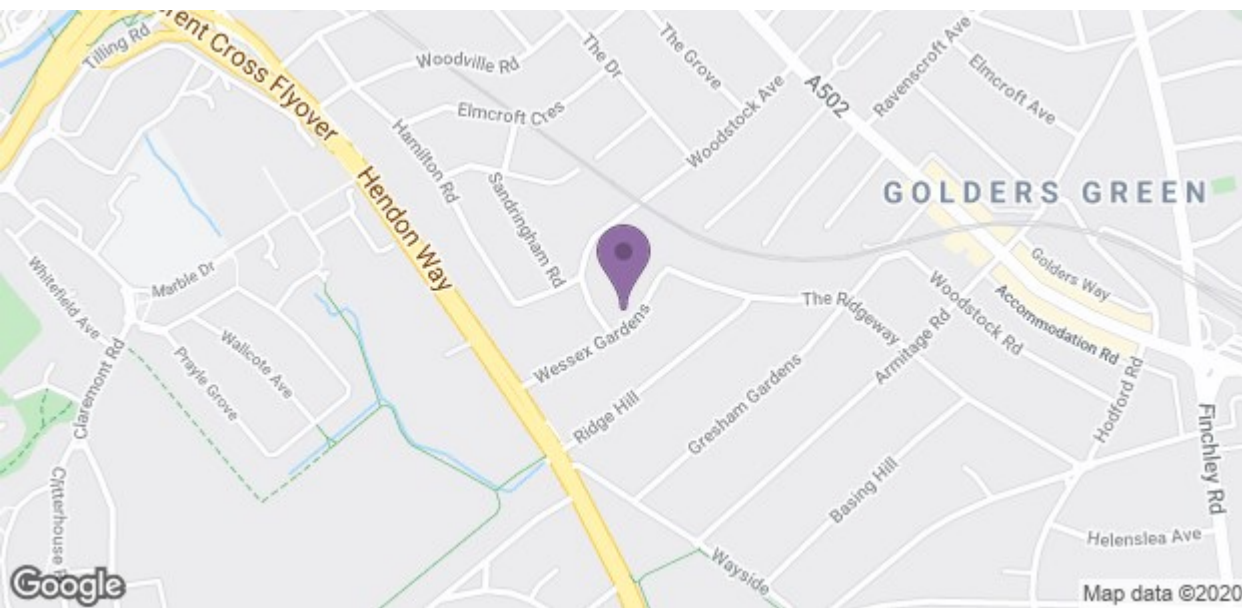 Tilling Rd
rent Cross Flyover
Woodville Rd
The Dr
The Grove
Ravenscroft Ave
Elmcroft Ave
A502
Elmcroft Cres
Woodstock Ave
Hamilton Rd
Hendon Way
Sandringham Rd
GOLDERS GREEN
Whitefield Ave
Marble Dr
Golders Way
Woodstock Rd
Accommodation Rd
The Ridgeway
Armitage Rd
Wallcote Ave
Prayle Grove
Claremont Rd
Wessex Gardens
Ridge Hill
Gresham Gardens
Hodford Rd
Finchley Rd
Basing Hill
Clitterhouse R
Helenslea Ave
Wayside
Google
Map data ©2020